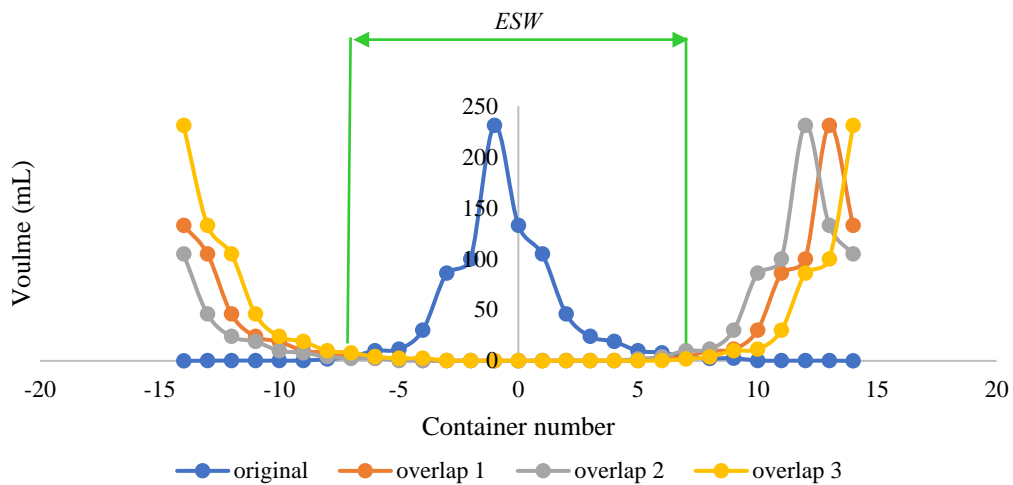 ESW
250
200
150
100
50
0
Voulme (mL)
-20 -15 -10 -5 0 5 10 15 20
Container number
original overlap 1 overlap 2 overlap 3